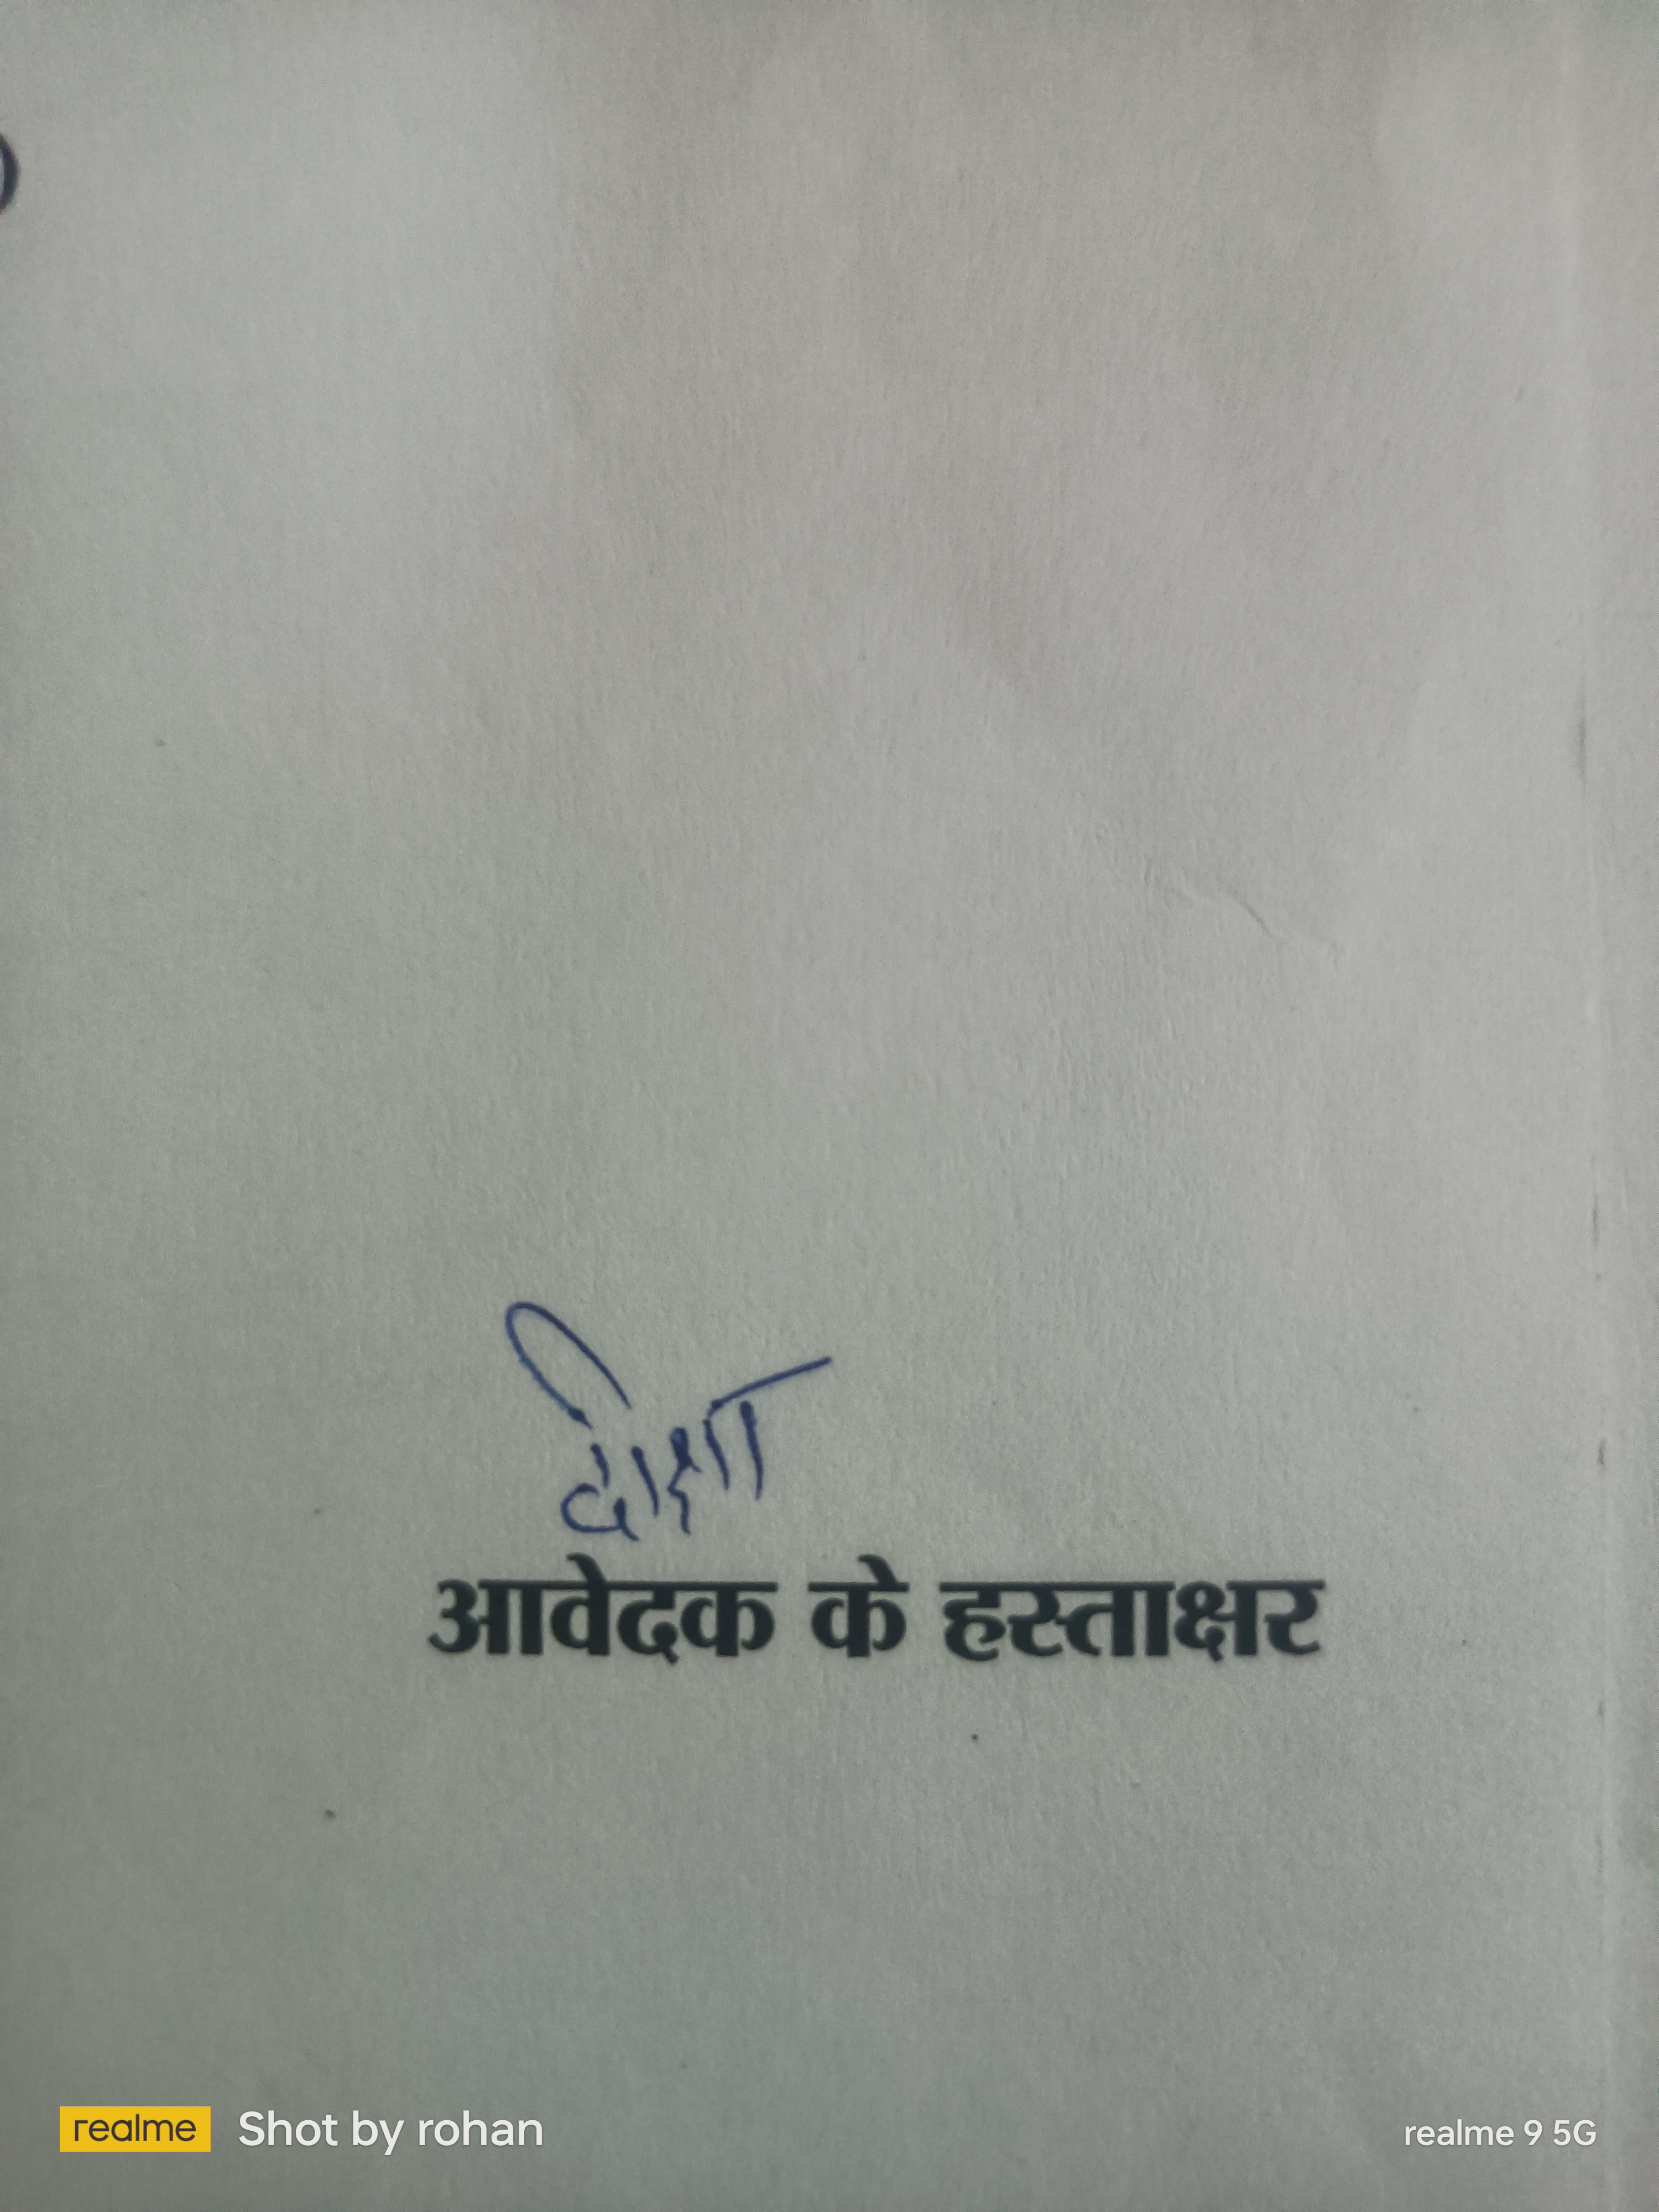 दीक्षा
आवेदक के हस्ताक्षर
realme Shot by rohan realme 9 5G